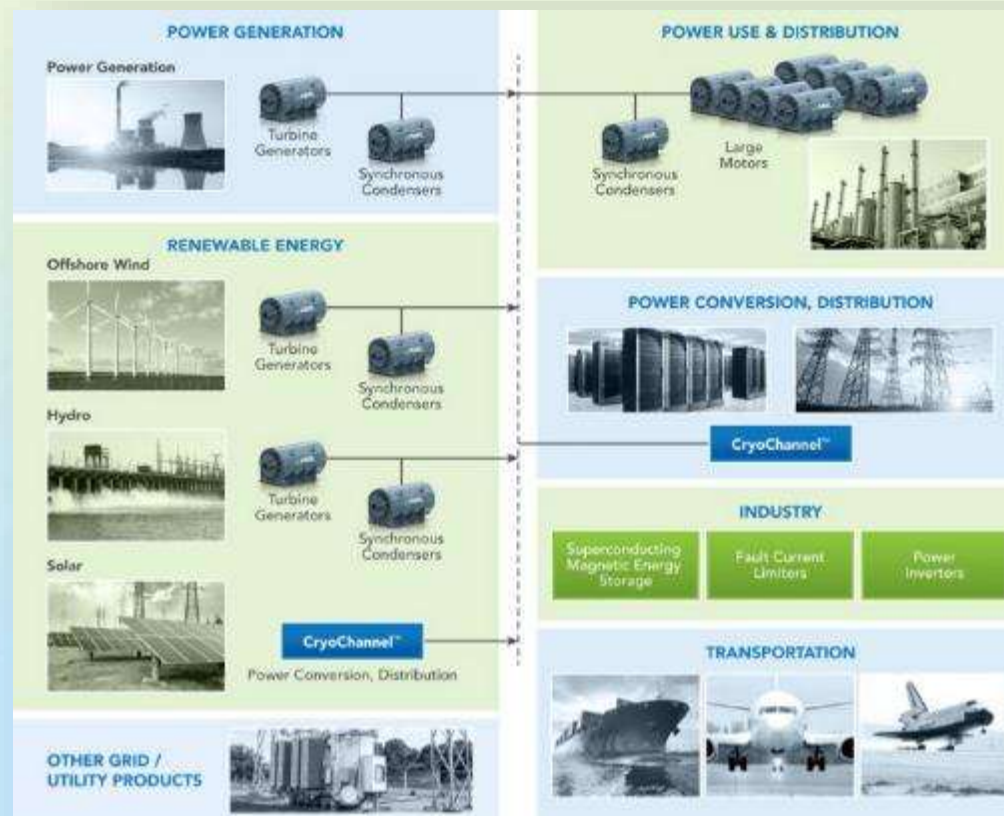 POWER GENERATION
Power Generation
Turbine
Generators
Synchronous
Condensers
RENEWABLE ENERGY
Offshore Wind
Turbine
Generators
Synchronous
Condensers
Hydro
Turbine
Generators
Synchronous
Condensers
Solar
CryoChannel™
Power Conversion, Distribution
OTHER GRID /
UTILITY PRODUCTS
POWER USE & DISTRIBUTION
Synchronous
Condensers
Large
Motors
POWER CONVERSION, DISTRIBUTION
CryoChannel™
INDUSTRY
Superconducting
Magnetic Energy
Storage
Fault Current
Limiters
Power
Inverters
TRANSPORTATION